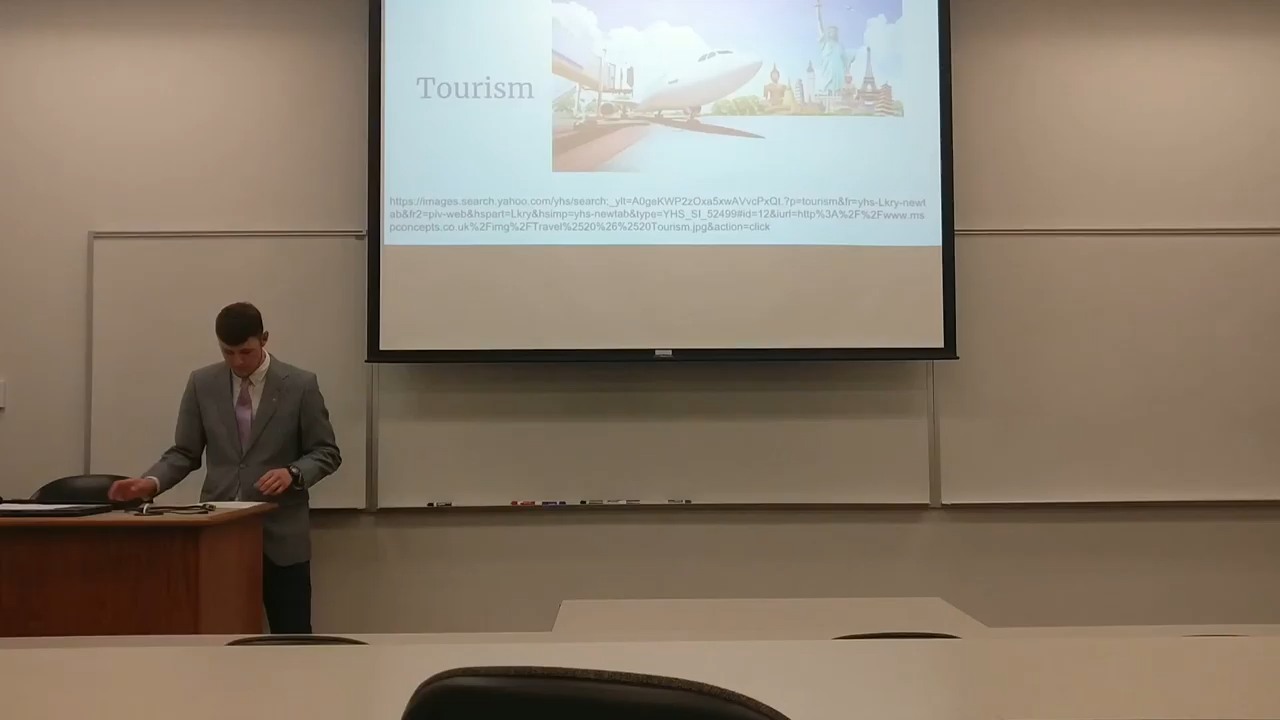 Tourism
https://images.search.yahoo.com/yhs/search;_ylt=A0geKWP2zOxa5xwAVvcPxQt.?p=tourism&fr=yhs-Lkry-newt
ab&fr2=piv-web&hspart=Lkry&hsimp=yhs-newtab&type=YHS_SI_52499#id=12&iurl=http%3A%2F%2Fwww.ms
pconcepts.co.uk%2Fimg%2FTravel%2520%26%2520Tourism.jpg&action=click